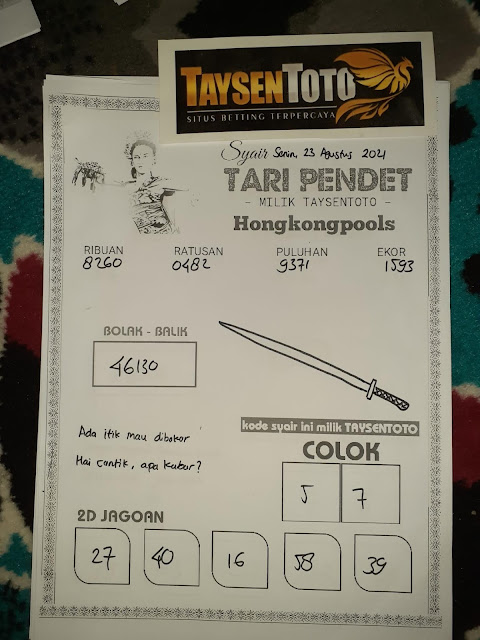 TAYSENTOTO
SITUS BETTING TERPERCAYA
Syair Senin, 23 Agustus 2021
TARI PENDET
- MILIK TAYSENTOTO -
Hongkongpools
RIBUAN RATUSAN PULUHAN EKOR
8260 0482 9371 1593
BOLAK - BALIK
46130
kode syair ini milik TAYSENTOTO
Ada itik mau dibokor
Hai cantik, apa kabar?
COLOK
5 7
2D JAGOAN
27 40 16 58 39